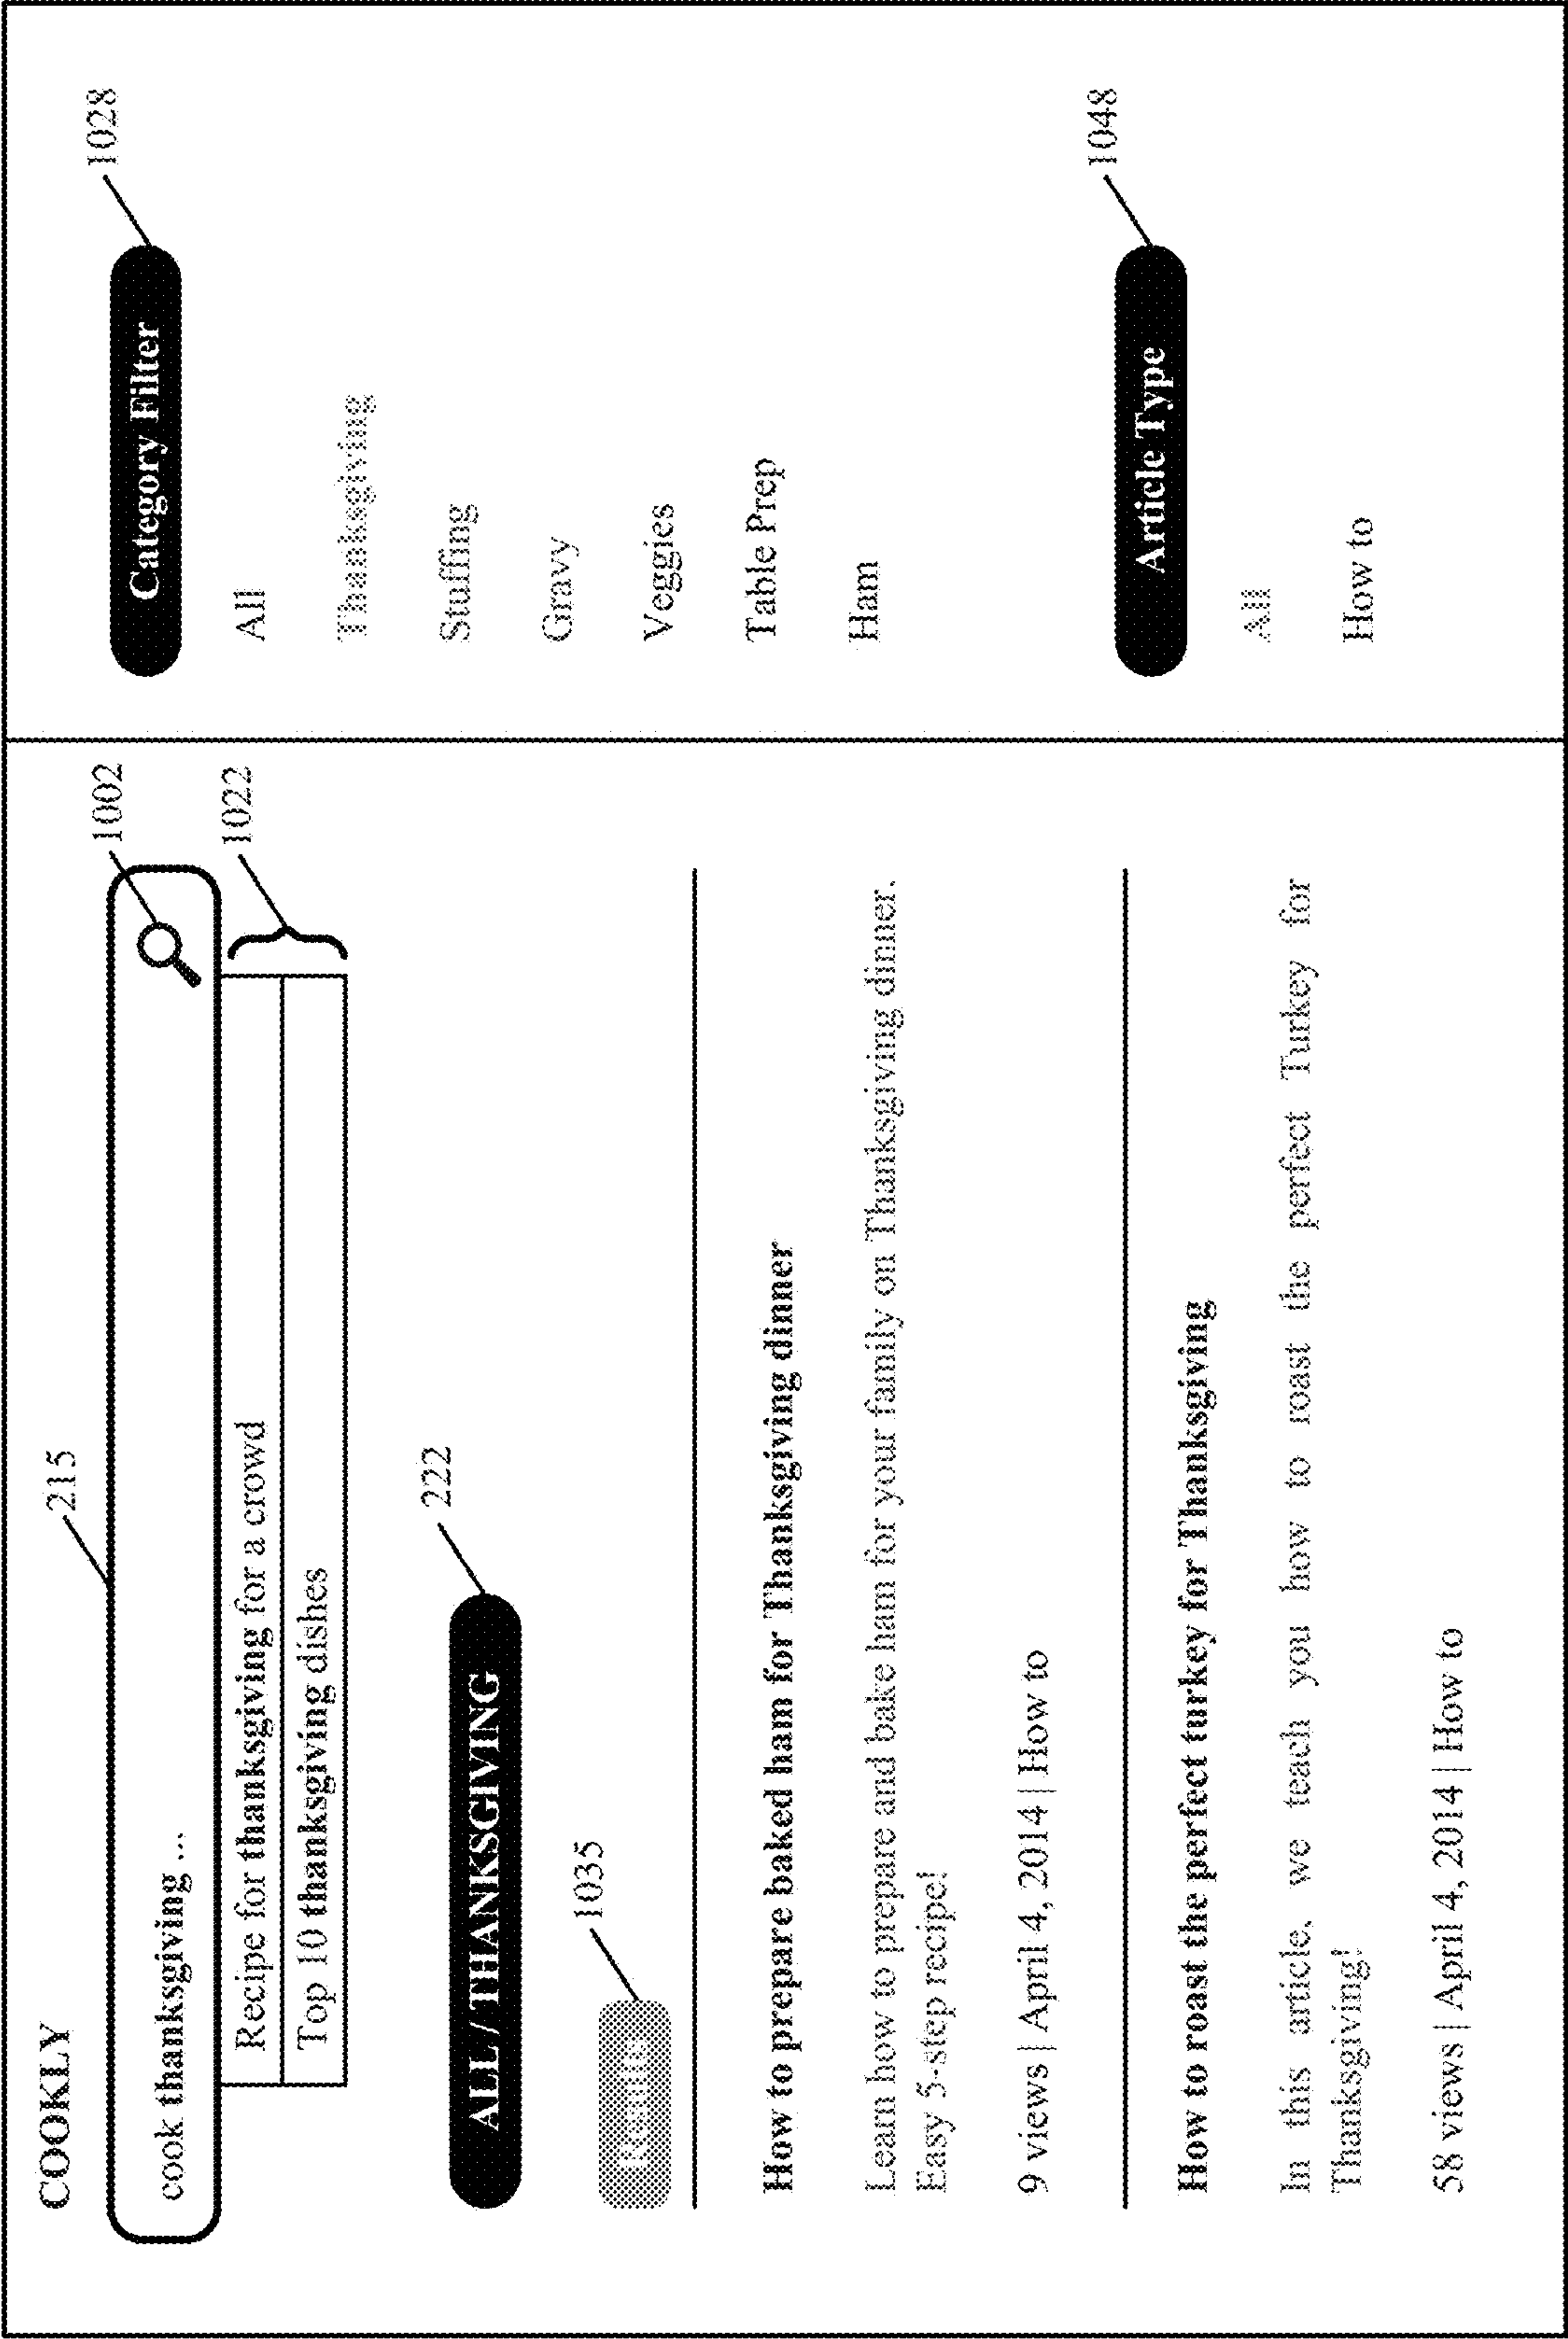 COOKLY
215
cook thanksgiving ...
1002
Recipe for thanksgiving for a crowd
Top 10 thanksgiving dishes
1022
ALL / THANKSGIVING
222
Results
1035
How to prepare baked ham for Thanksgiving dinner
Learn how to prepare and bake ham for your family on Thanksgiving dinner.
Easy 5-step recipe!
9 views | April 4, 2014 | How to
How to roast the perfect turkey for Thanksgiving
In this article, we teach you how to roast the perfect Turkey for
Thanksgiving!
58 views | April 4, 2014 | How to
Category Filter
1028
All
Thanksgiving
Stuffing
Gravy
Veggies
Table Prep
Ham
Article Type
1048
All
How to